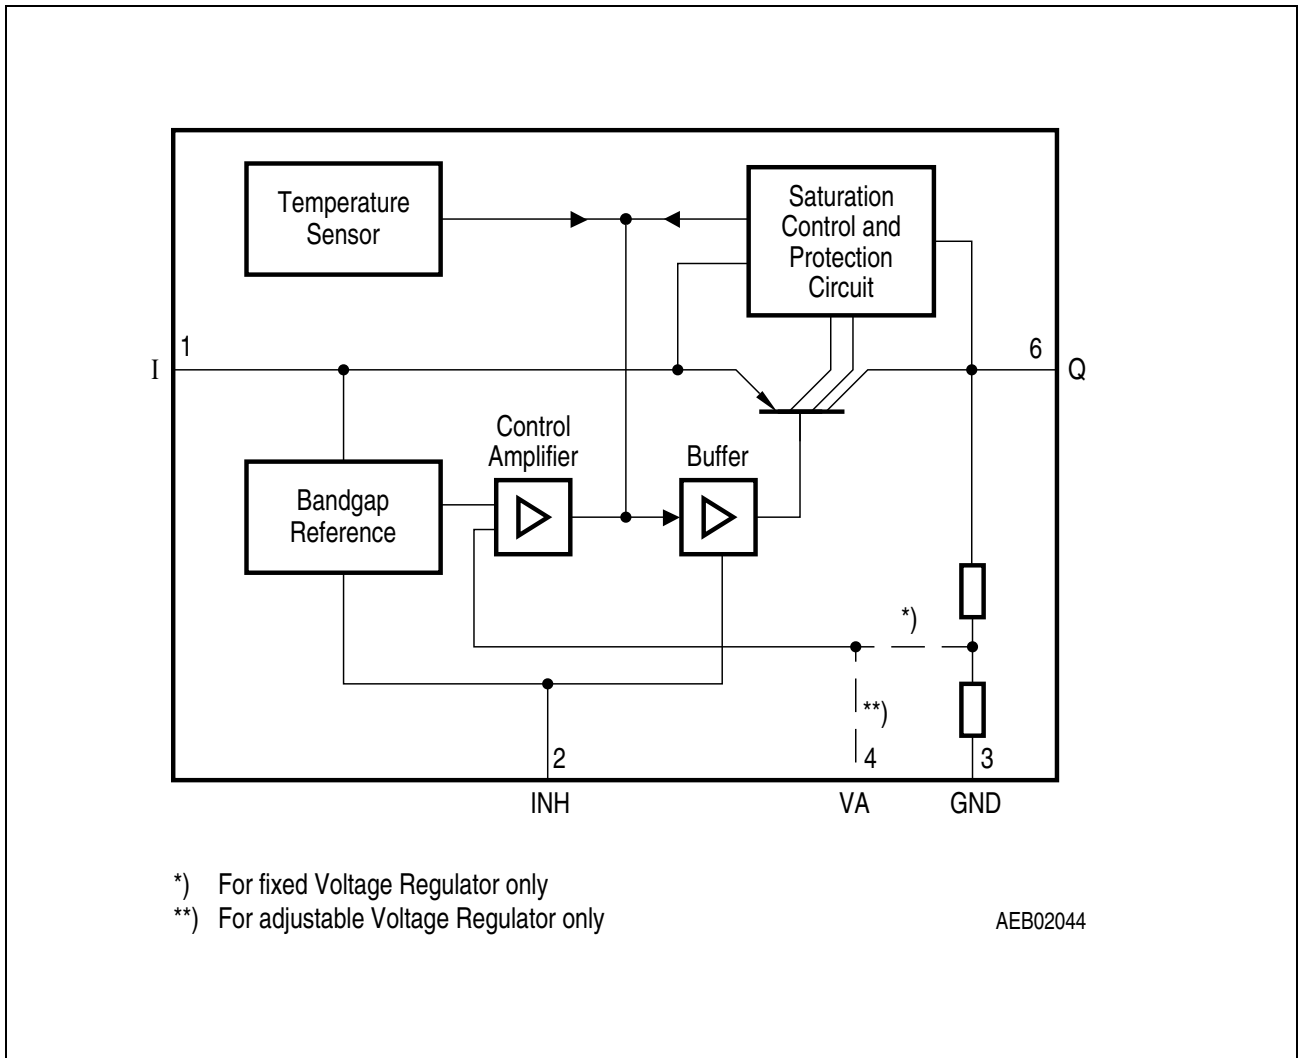 Temperature
Sensor
Saturation
Control and
Protection
Circuit
1
I
6
Q
Control
Amplifier
Buffer
Bandgap
Reference
*)
**)
2
4
3
INH
VA
GND
*) For fixed Voltage Regulator only
**) For adjustable Voltage Regulator only
AEB02044